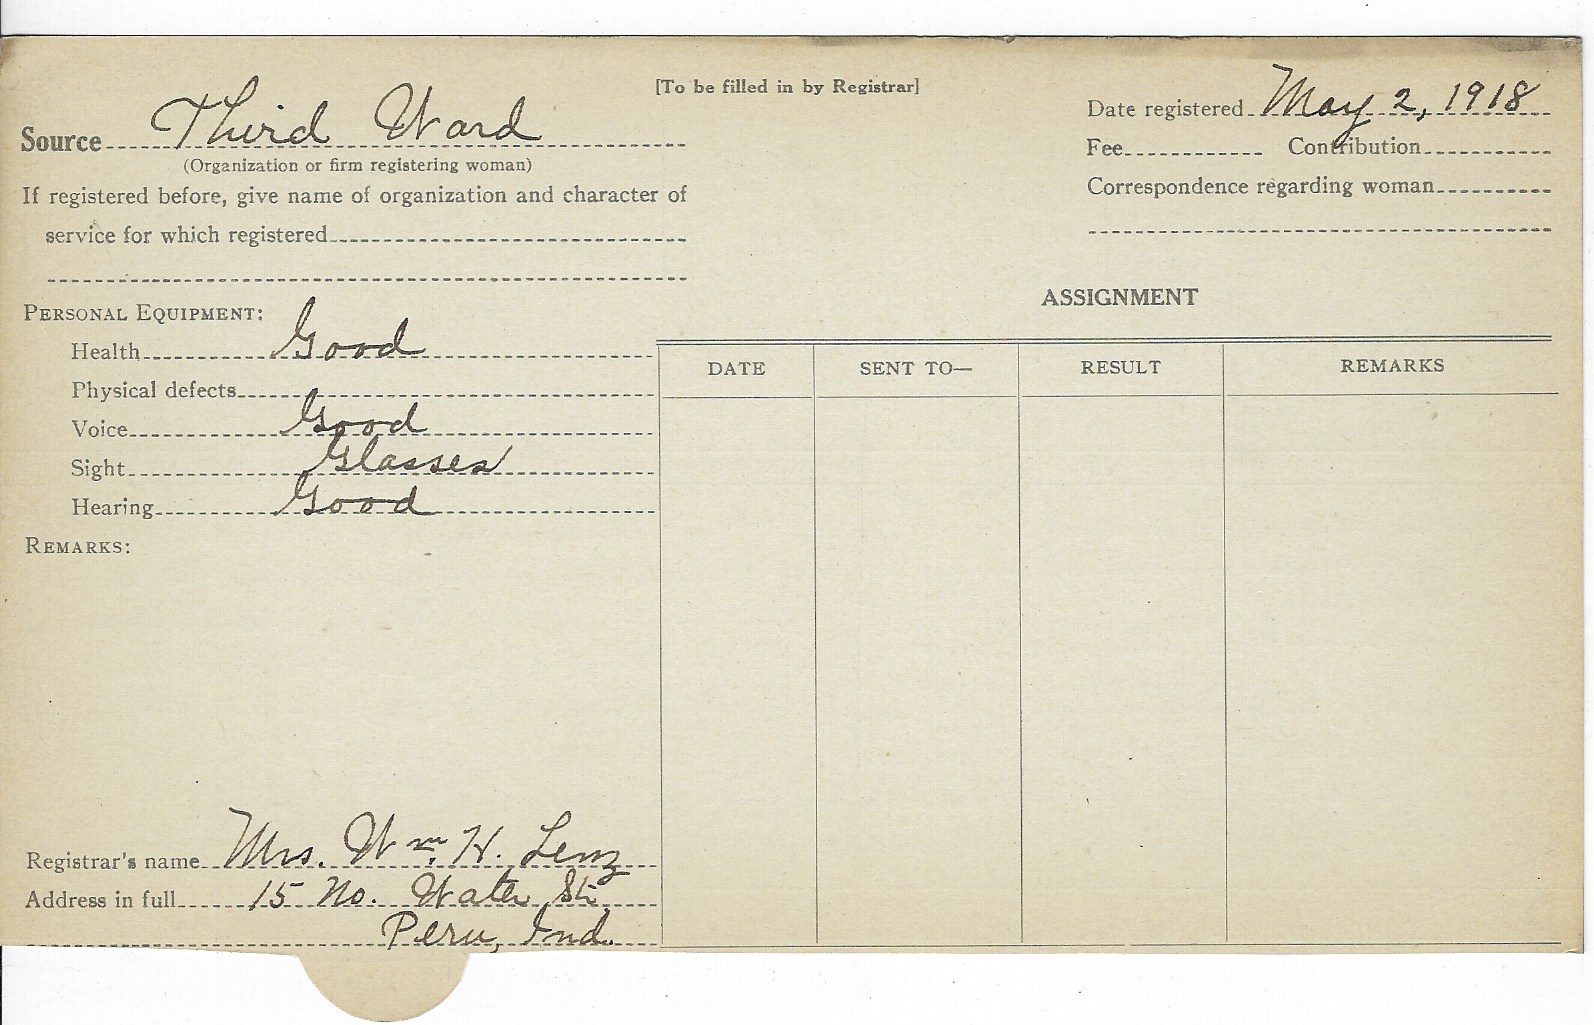 [To be filled in by Registrar]
Source Third Ward
(Organization or firm registering woman)
If registered before, give name of organization and character of
service for which registered
Date registered May 2, 1918
Fee Contribution
Correspondence regarding woman
PERSONAL EQUIPMENT:
Health Good
Physical defects
Voice Good
Sight Glasses
Hearing Good
REMARKS:
ASSIGNMENT
DATE SENT TO— RESULT REMARKS
Registrar's name Mrs. Wm. H. Lenz
Address in full 15 No. Water St.
Peru, Ind.